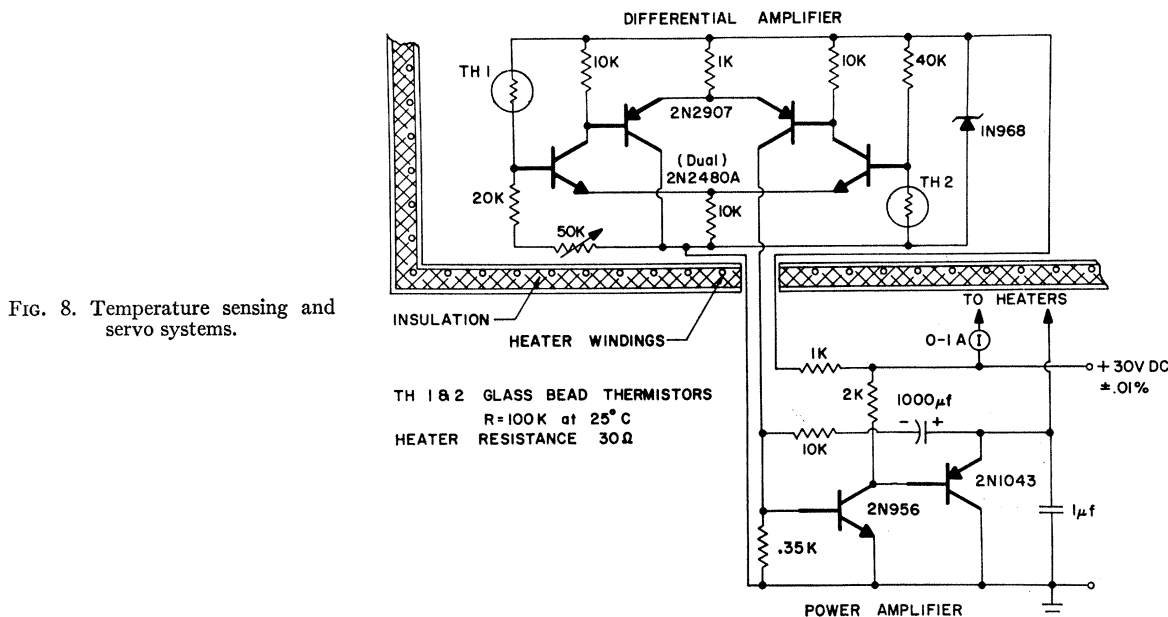 DIFFERENTIAL AMPLIFIER
TH 1
10K
1K
10K
40K
2N2907
1N968
(Dual)
2N2480A
TH 2
20K
10K
50K
FIG. 8. Temperature sensing and
servo systems.
INSULATION
HEATER WINDINGS
TO HEATERS
0-1A
I
1K
+ 30V DC
±.01%
TH 1 & 2 GLASS BEAD THERMISTORS
R=100K at 25°C
HEATER RESISTANCE 30Ω
2K
1000μf
- +
10K
2N1043
2N956
1μf
.35K
POWER AMPLIFIER